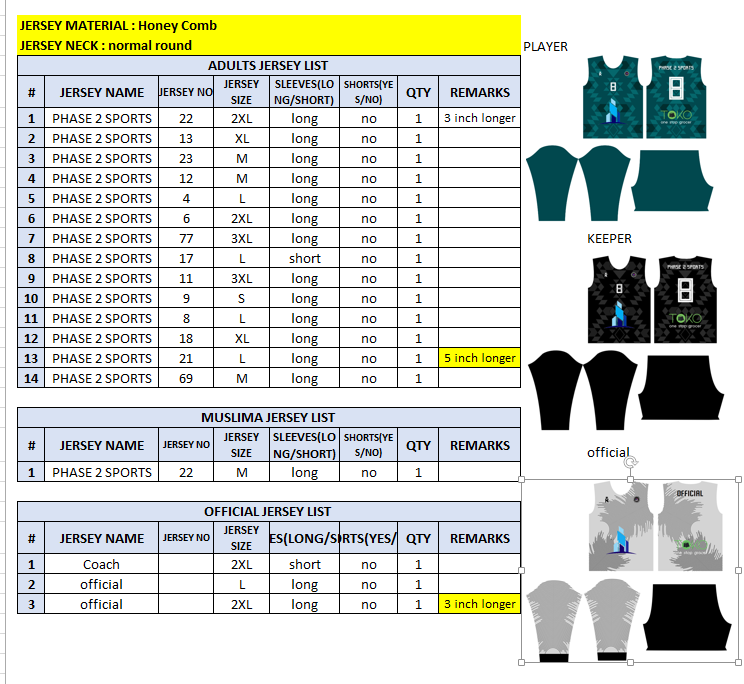 JERSEY MATERIAL : Honey Comb
JERSEY NECK : normal round
ADULTS JERSEY LIST
# JERSEY NAME JERSEY NO JERSEY SIZE SLEEVES(LONG/SHORT) SHORTS(YES/NO) QTY REMARKS
1 PHASE 2 SPORTS 22 2XL long no 1 3 inch longer
2 PHASE 2 SPORTS 13 XL long no 1
3 PHASE 2 SPORTS 23 M long no 1
4 PHASE 2 SPORTS 12 M long no 1
5 PHASE 2 SPORTS 4 L long no 1
6 PHASE 2 SPORTS 6 2XL long no 1
7 PHASE 2 SPORTS 77 3XL long no 1
8 PHASE 2 SPORTS 17 L short no 1
9 PHASE 2 SPORTS 11 3XL long no 1
10 PHASE 2 SPORTS 9 S long no 1
11 PHASE 2 SPORTS 8 L long no 1
12 PHASE 2 SPORTS 18 XL long no 1
13 PHASE 2 SPORTS 21 L long no 1 5 inch longer
14 PHASE 2 SPORTS 69 M long no 1
MUSLIMA JERSEY LIST
# JERSEY NAME JERSEY NO JERSEY SIZE SLEEVES(LONG/SHORT) SHORTS(YES/NO) QTY REMARKS
1 PHASE 2 SPORTS 22 M long no 1
OFFICIAL JERSEY LIST
# JERSEY NAME JERSEY NO JERSEY SIZE ES(LONG/S RTS(YES/ QTY REMARKS
1 Coach 2XL short no 1
2 official L long no 1
3 official 2XL long no 1 3 inch longer
PLAYER
PHASE 2 SPORTS
8
8
TOKO
one stop grocer
KEEPER
PHASE 2 SPORTS
8
8
TOKO
one stop grocer
official
OFFICIAL
one stop grocer